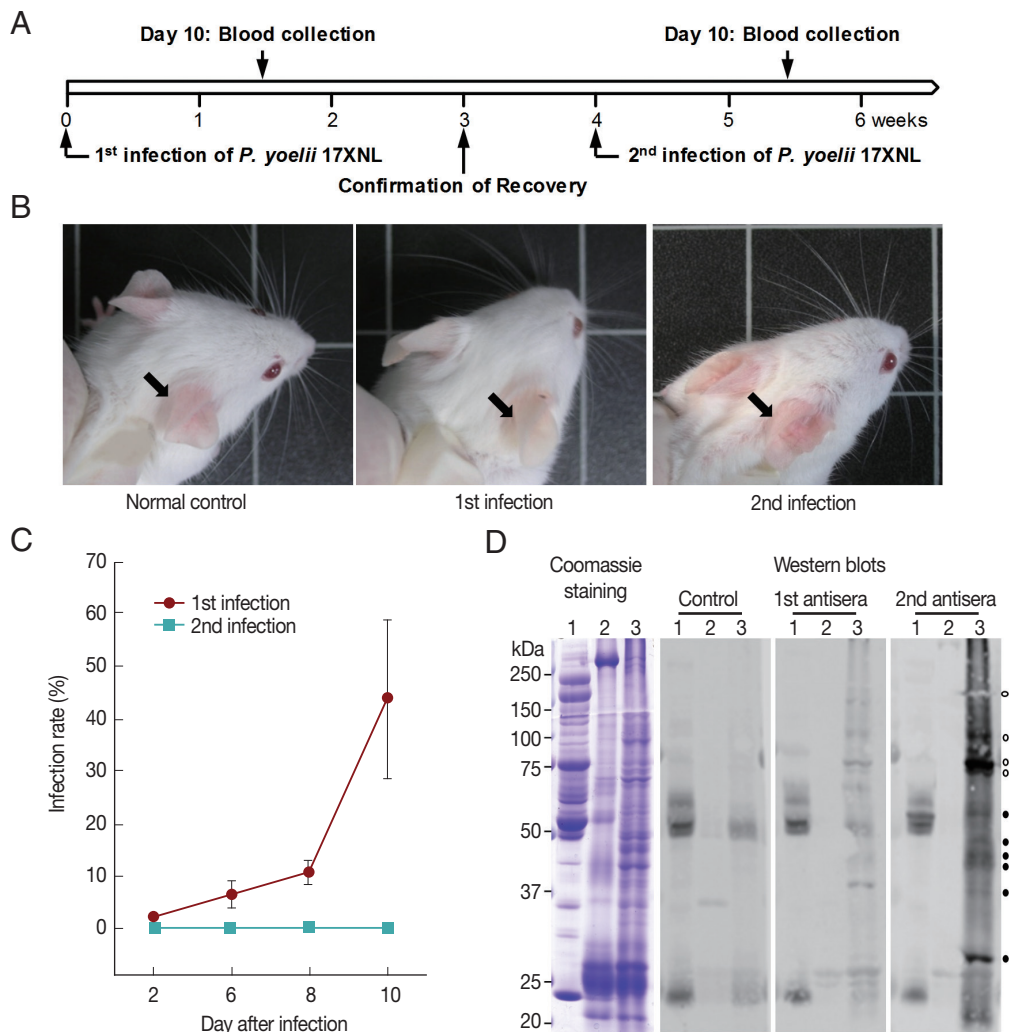 A
Day 10: Blood collection
Day 10: Blood collection
0 1 2 3 4 5 6 weeks
1st infection of P. yoelii 17XNL
2nd infection of P. yoelii 17XNL
Confirmation of Recovery
B
Normal control
1st infection
2nd infection
C
70
60
50
40
30
20
10
0
Infection rate (%)
1st infection
2nd infection
2 6 8 10
Day after infection
D
Coomassie
staining
Western blots
Control
1st antisera
2nd antisera
1 2 3 1 2 3 1 2 3 1 2 3
kDa
250
150
100
75
50
37
25
20